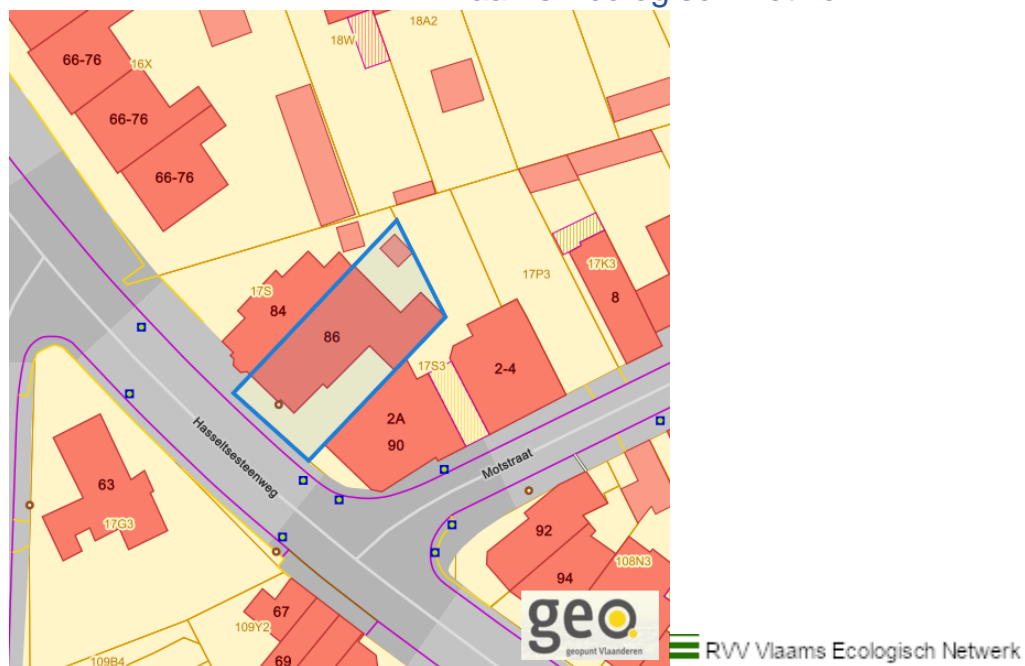 18A2
18W
66-76
16X
66-76
66-76
17P3
17K3
17S
84
8
86
17S3
2-4
2A
90
Hasseltsesteenweg
Motstraat
63
17G3
92
108N3
94
67
109Y2
69
109B4
geo.
geopunt Vlaanderen
RVV Vlaams Ecologisch Netwerk